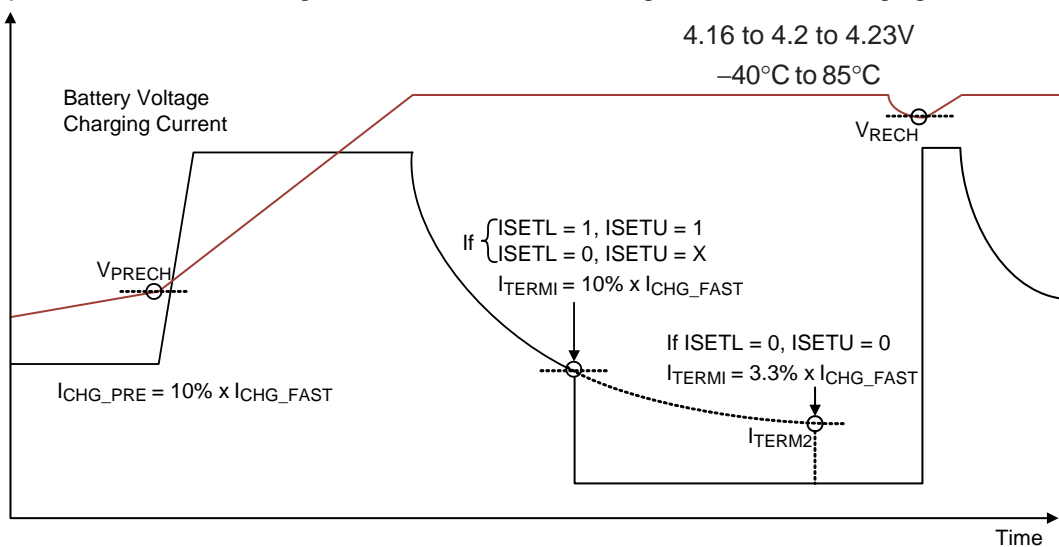 4.16 to 4.2 to 4.23V
–40°C to 85°C
Battery Voltage
Charging Current
VRECH
If { ISETL = 1, ISETU = 1
ISETL = 0, ISETU = X
ITERMI = 10% x ICHG_FAST
VPRECH
If ISETL = 0, ISETU = 0
ITERMI = 3.3% x ICHG_FAST
ICHG_PRE = 10% x ICHG_FAST
ITERM2
Time